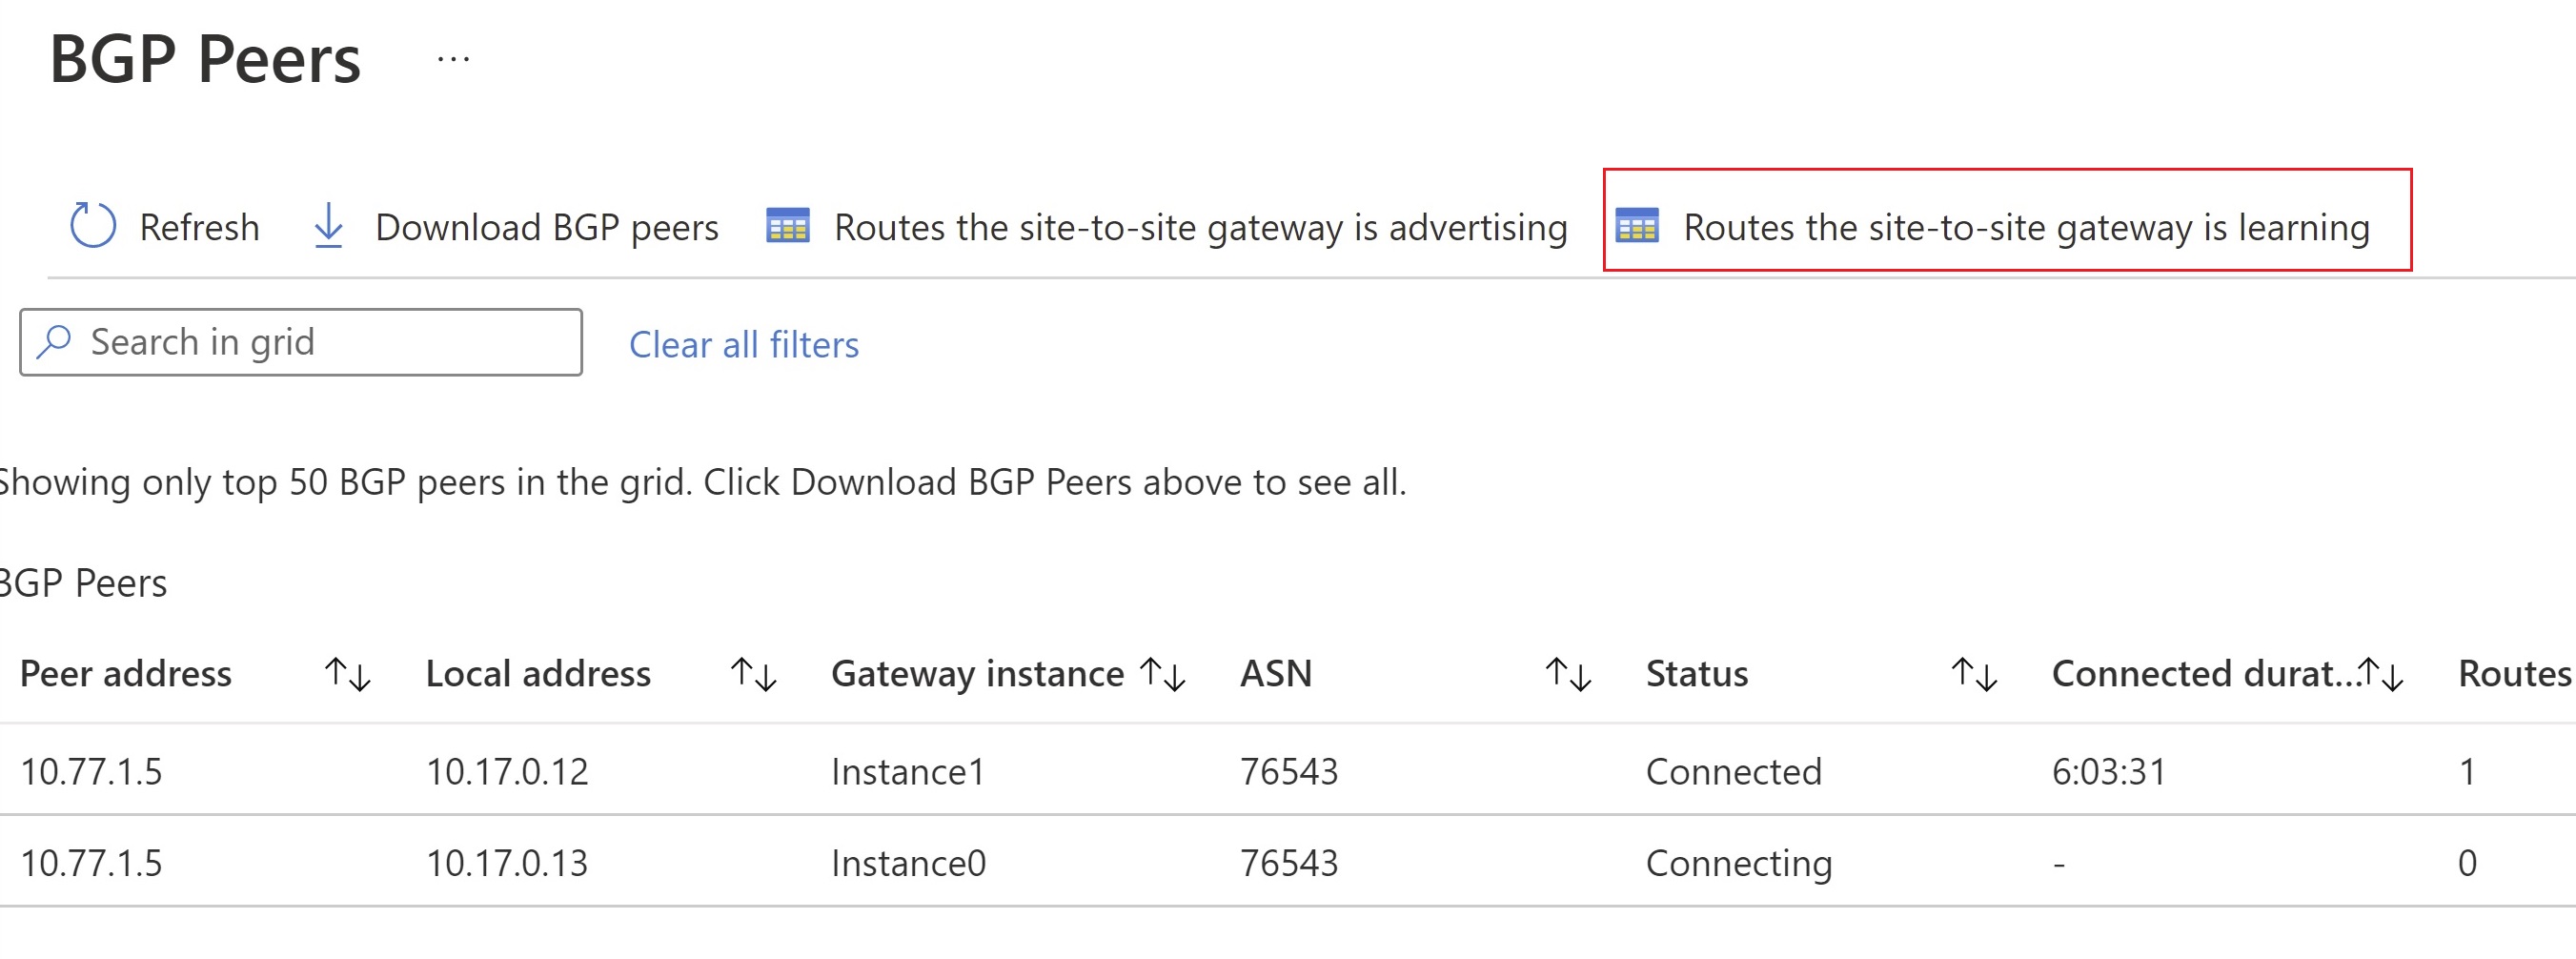 BGP Peers ...
Refresh Download BGP peers Routes the site-to-site gateway is advertising Routes the site-to-site gateway is learning
Search in grid Clear all filters
Showing only top 50 BGP peers in the grid. Click Download BGP Peers above to see all.
BGP Peers
Peer address ↑↓ Local address ↑↓ Gateway instance ↑↓ ASN ↑↓ Status ↑↓ Connected durat...↑↓ Routes
10.77.1.5 10.17.0.12 Instance1 76543 Connected 6:03:31 1
10.77.1.5 10.17.0.13 Instance0 76543 Connecting - 0